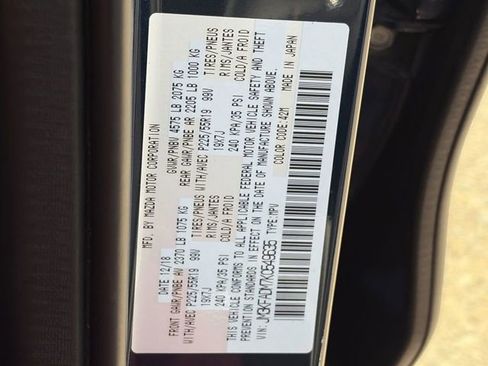 MFD BY MAZDA MOTOR CORPORATION
DATE 12/18 GVWR/PNBV 4575 LB 2075 KG
FRONT GAWR/PNBE AV 2370 LB 1075 KG REAR GAWR/PNBE AR 2205 LB 1000 KG
TIRES/PNEUS WITH/AVEC P225/55R19 99V TIRES/PNEUS
WITH/AVEC P225/55R19 99V RIMS/JANTES 19X7J RIMS/JANTES
19X7J COLD/A FROID 240 KPA/35 PSI COLD/A FROID
240 KPA/35 PSI
THIS VEHICLE CONFORMS TO ALL APPLICABLE FEDERAL MOTOR VEHICLE SAFETY AND THEFT
PREVENTION STANDARDS IN EFFECT ON THE DATE OF MANUFACTURE SHOWN ABOVE.
COLOR 42M MADE IN JAPAN
VIN: JM3KFADM7K0549635 TYPE: MPV